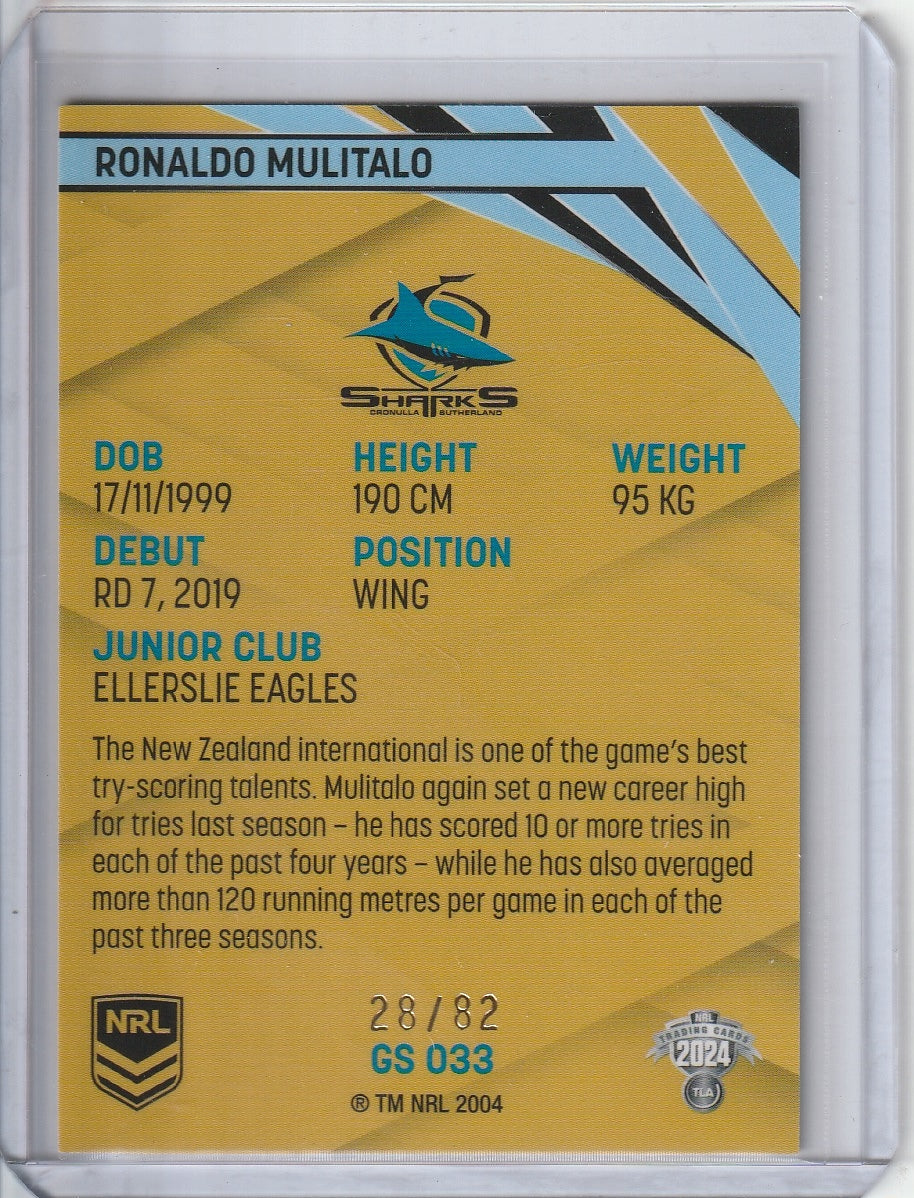 RONALDO MULITALO
SHARKS
CRONULLA SUTHERLAND
DOB HEIGHT WEIGHT
17/11/1999 190 CM 95 KG
DEBUT POSITION
RD 7, 2019 WING
JUNIOR CLUB
ELLERSLIE EAGLES
The New Zealand international is one of the game's best
try-scoring talents. Mulitalo again set a new career high
for tries last season – he has scored 10 or more tries in
each of the past four years – while he has also averaged
more than 120 running metres per game in each of the
past three seasons.
NRL
28/82
GS 033
® TM NRL 2004
NRL
TRADING CARDS
2024
TLA